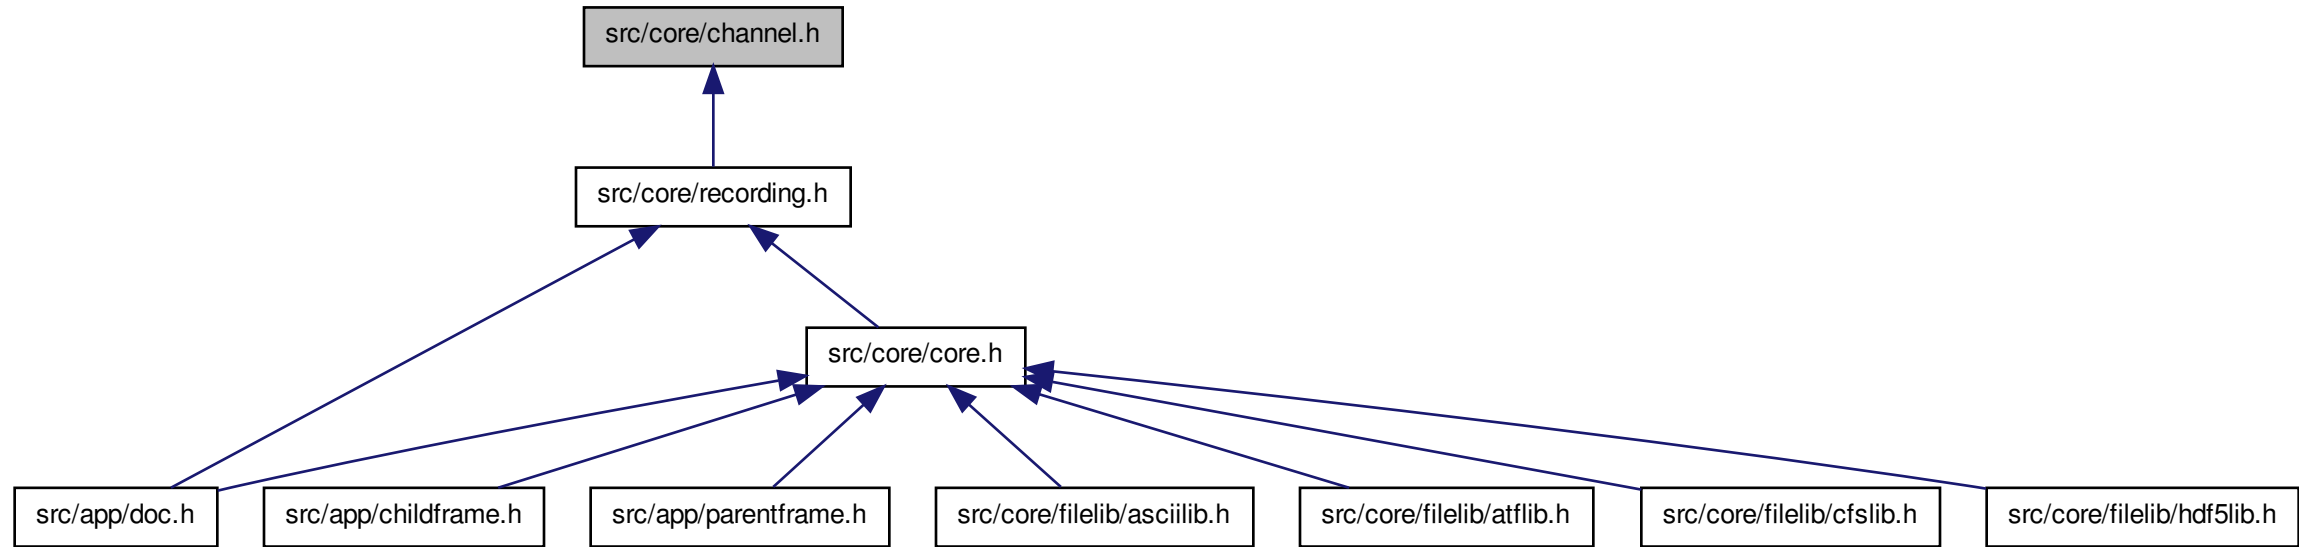 src/core/channel.h
src/core/recording.h
src/core/core.h
src/app/doc.h
src/app/childframe.h
src/app/parentframe.h
src/core/filelib/asciilib.h
src/core/filelib/atflib.h
src/core/filelib/cfslib.h
src/core/filelib/hdf5lib.h